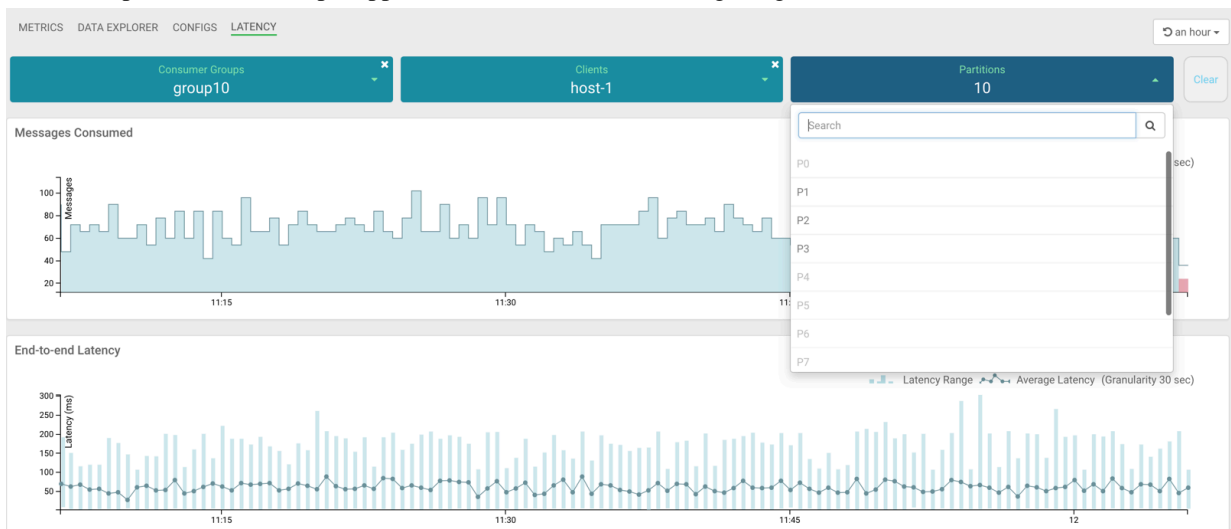 METRICS DATA EXPLORER CONFIGS LATENCY
an hour
Consumer Groups
group10
Clients
host-1
Partitions
10
Clear
Search
P0
P1
P2
P3
P4
P5
P6
P7
Messages Consumed
sec)
Messages
100
80
60
40
20
11:15
11:30
11:
End-to-end Latency
Latency Range Average Latency (Granularity 30 sec)
Latency (ms)
300
250
200
150
100
50
11:15
11:30
11:45
12